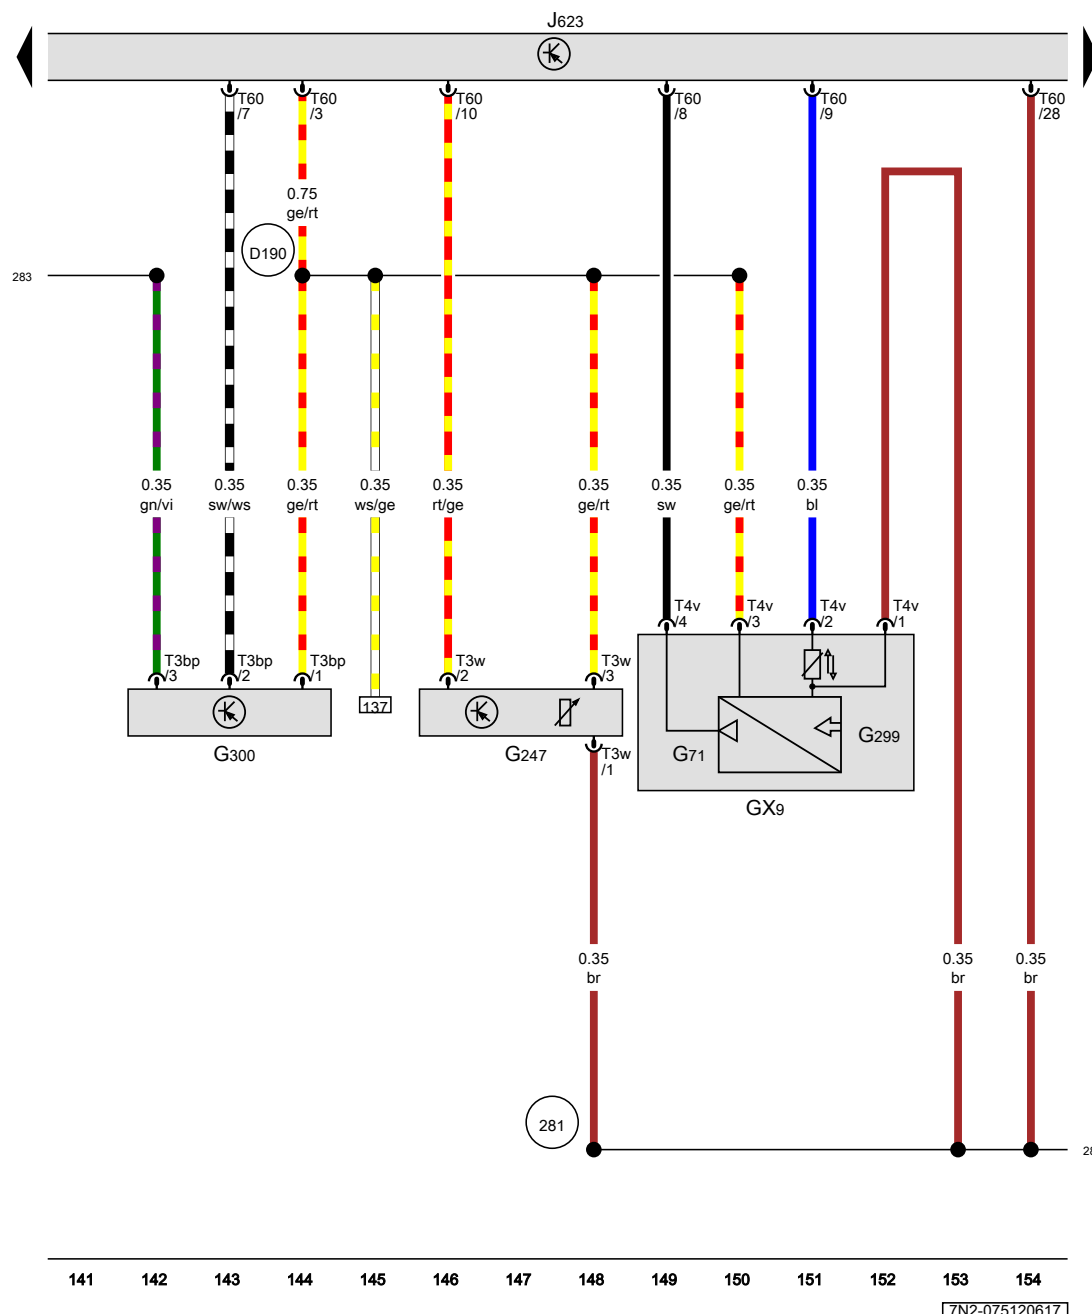 J623
T60 /7
T60 /3
T60 /10
T60 /8
T60 /9
T60 /28
0.75
ge/rt
D190
283
0.35 0.35 0.35 0.35 0.35 0.35 0.35 0.35 0.35
gn/vi sw/ws ge/rt ws/ge rt/ge ge/rt sw ge/rt bl
T4v /4
T4v /3
T4v /2
T4v /1
T3bp /3
T3bp /2
T3bp /1
T3w /2
T3w /3
137
G300
G247
T3w /1
G71
G299
GX9
0.35 0.35 0.35
br br br
281
141 142 143 144 145 146 147 148 149 150 151 152 153 154
7N2-075120617